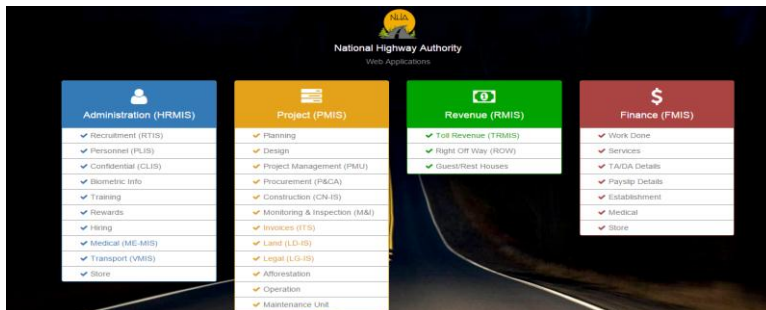 NHA
National Highway Authority
Web Applications
Administration (HRMIS)
Recruitment (RTIS)
Personnel (PLIS)
Confidential (CLIS)
Biometric Info
Training
Rewards
Hiring
Medical (ME-MIS)
Transport (VMIS)
Store
Project (PMIS)
Planning
Design
Project Management (PMU)
Procurement (P&CA)
Construction (CN-IS)
Monitoring & Inspection (M&I)
Invoices (ITS)
Land (LD-IS)
Legal (LG-IS)
Afforestation
Operation
Maintenance Unit
Revenue (RMIS)
Toll Revenue (TRMIS)
Right Off Way (ROW)
Guest/Rest Houses
Finance (FMIS)
Work Done
Services
TA/DA Details
Payslip Details
Establishment
Medical
Store